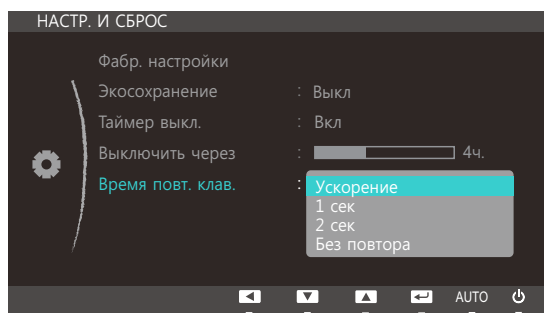 НАСТР. И СБРОС
Фабр. настройки
Экосохранение : Выкл
Таймер выкл. : Вкл
Выключить через : 4ч.
Время повт. клав. : Ускорение
1 сек
2 сек
Без повтора
AUTO